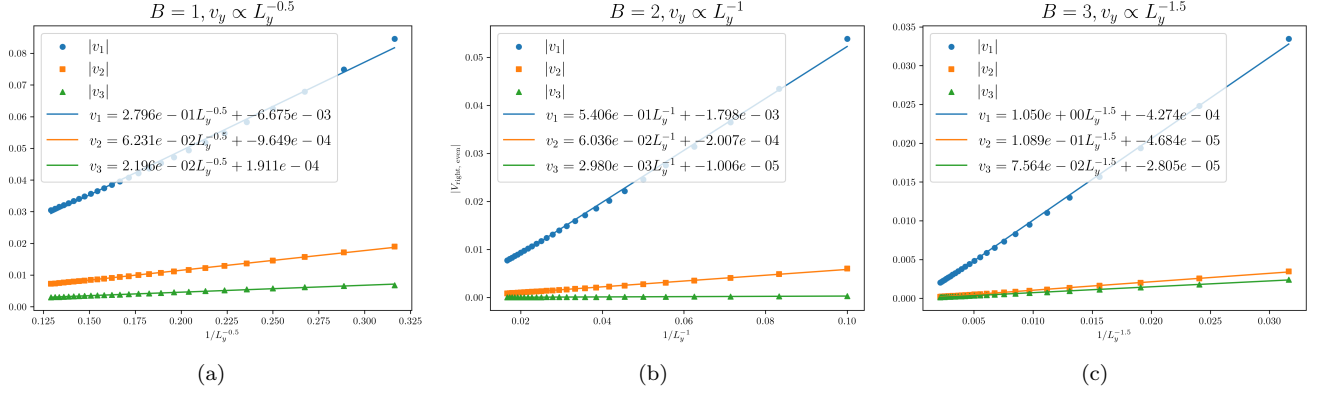 B = 1, v_y ∝ L_y^{-0.5}
|v_1|
|v_2|
|v_3|
v_1 = 2.796e − 01L_y^{-0.5} + −6.675e − 03
v_2 = 6.231e − 02L_y^{-0.5} + −9.649e − 04
v_3 = 2.196e − 02L_y^{-0.5} + 1.911e − 04
0.08
0.07
0.06
0.05
0.04
0.03
0.02
0.01
0.00
0.125 0.150 0.175 0.200 0.225 0.250 0.275 0.300 0.325
1/L_y^{-0.5}
(a)
B = 2, v_y ∝ L_y^{-1}
|v_1|
|v_2|
|v_3|
v_1 = 5.406e − 01L_y^{-1} + −1.798e − 03
v_2 = 6.036e − 02L_y^{-1} + −2.007e − 04
v_3 = 2.980e − 03L_y^{-1} + −1.006e − 05
|V_{right, even}|
0.05
0.04
0.03
0.02
0.01
0.00
0.02 0.04 0.06 0.08 0.10
1/L_y^{-1}
(b)
B = 3, v_y ∝ L_y^{-1.5}
|v_1|
|v_2|
|v_3|
v_1 = 1.050e + 00L_y^{-1.5} + −4.274e − 04
v_2 = 1.089e − 01L_y^{-1.5} + −4.684e − 05
v_3 = 7.564e − 02L_y^{-1.5} + −2.805e − 05
0.035
0.030
0.025
0.020
0.015
0.010
0.005
0.000
0.005 0.010 0.015 0.020 0.025 0.030
1/L_y^{-1.5}
(c)